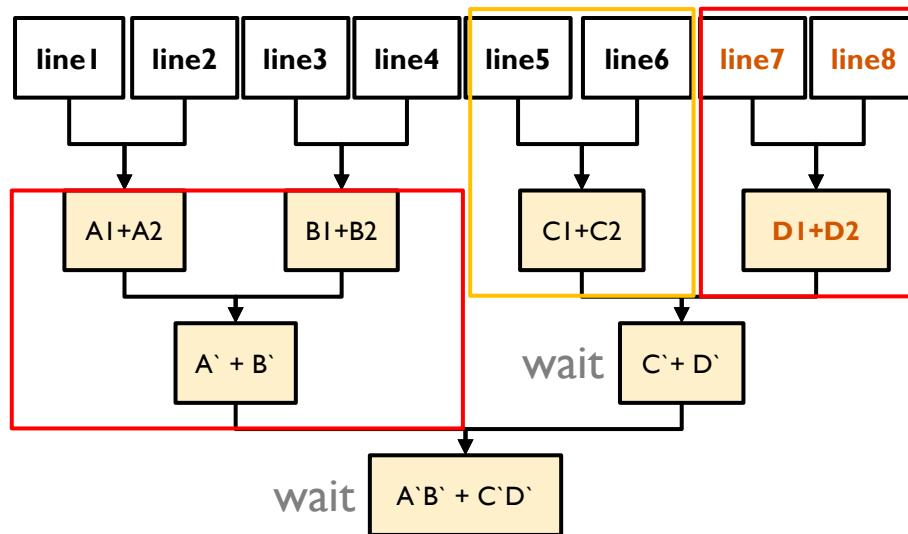 line1 line2 line3 line4 line5 line6 line7 line8
A1+A2 B1+B2 C1+C2 D1+D2
A` + B` wait C`+ D`
wait A`B` + C`D`